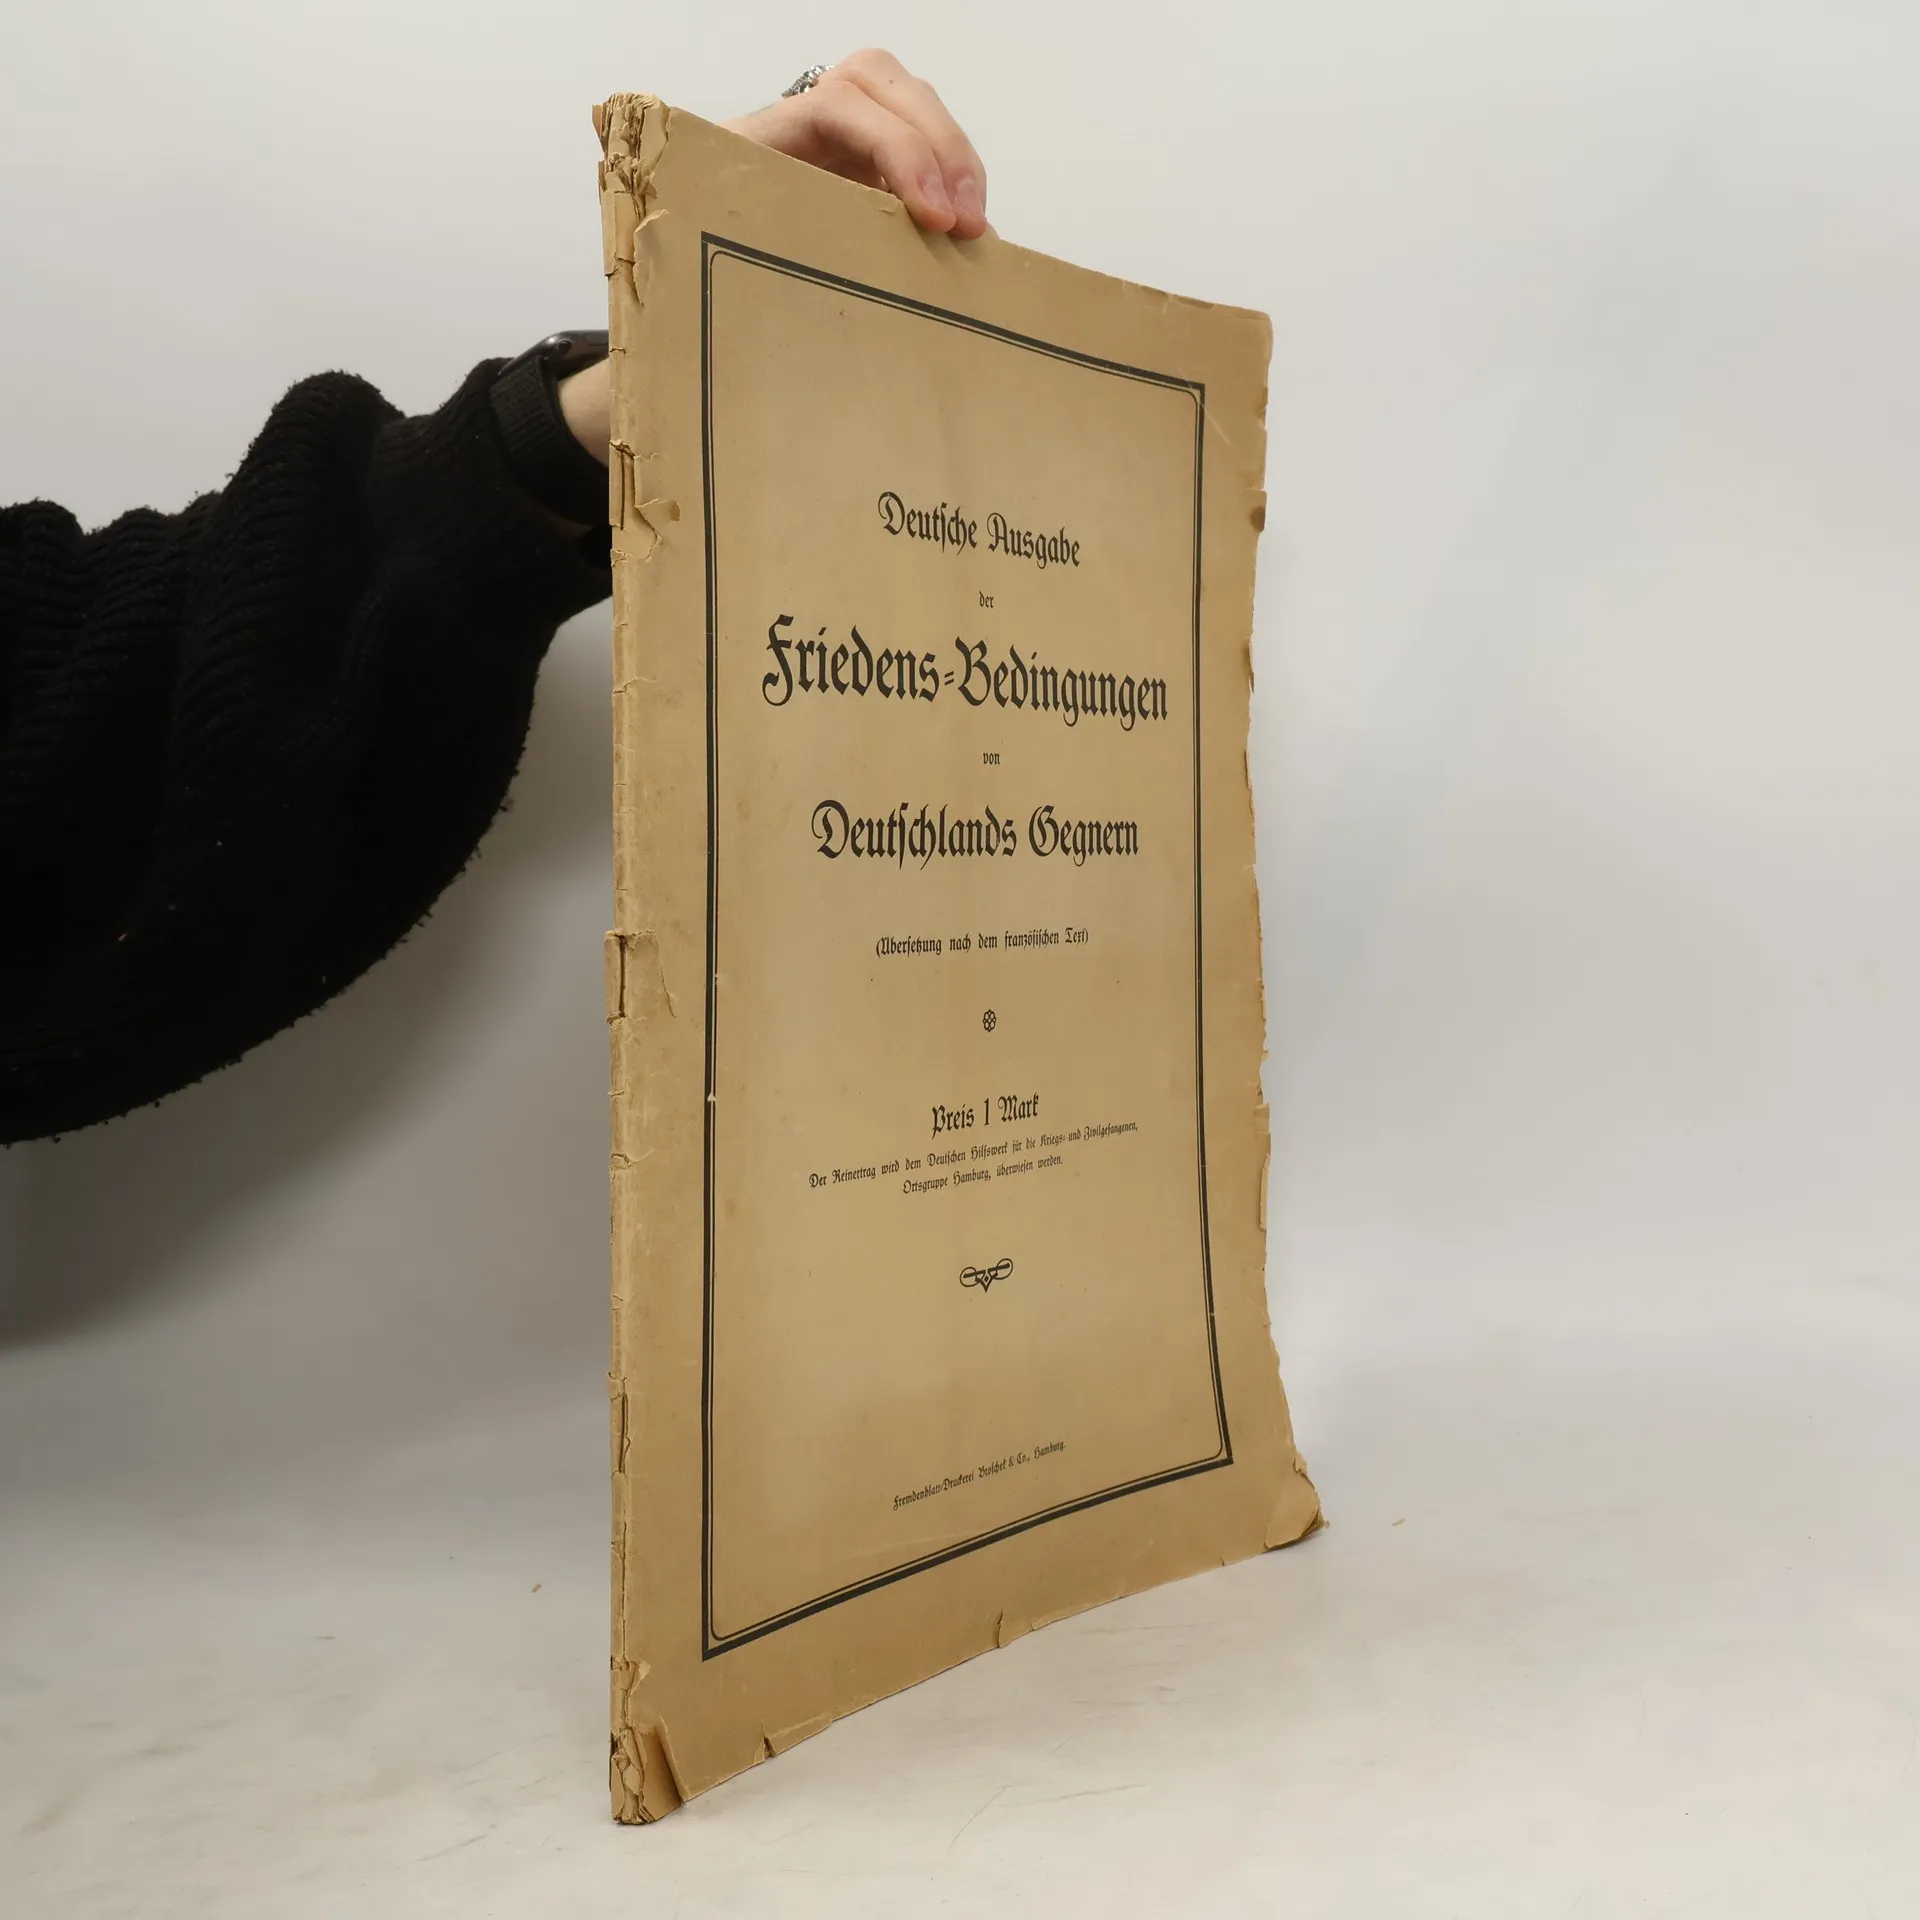 Deutſche Ausgabe
der
Friedens=Bedingungen
von
Deutſchlands Gegnern
(Überſetzung nach dem franzöſiſchen Text)
Preis 1 Mark
Der Reinertrag wird dem Deutſchen Hilfswerk für die Kriegs= und Zivilgefangenen,
Ortsgruppe Hamburg, überwieſen werden.
Fremdenblatt=Druckerei Broſchek & Co., Hamburg.